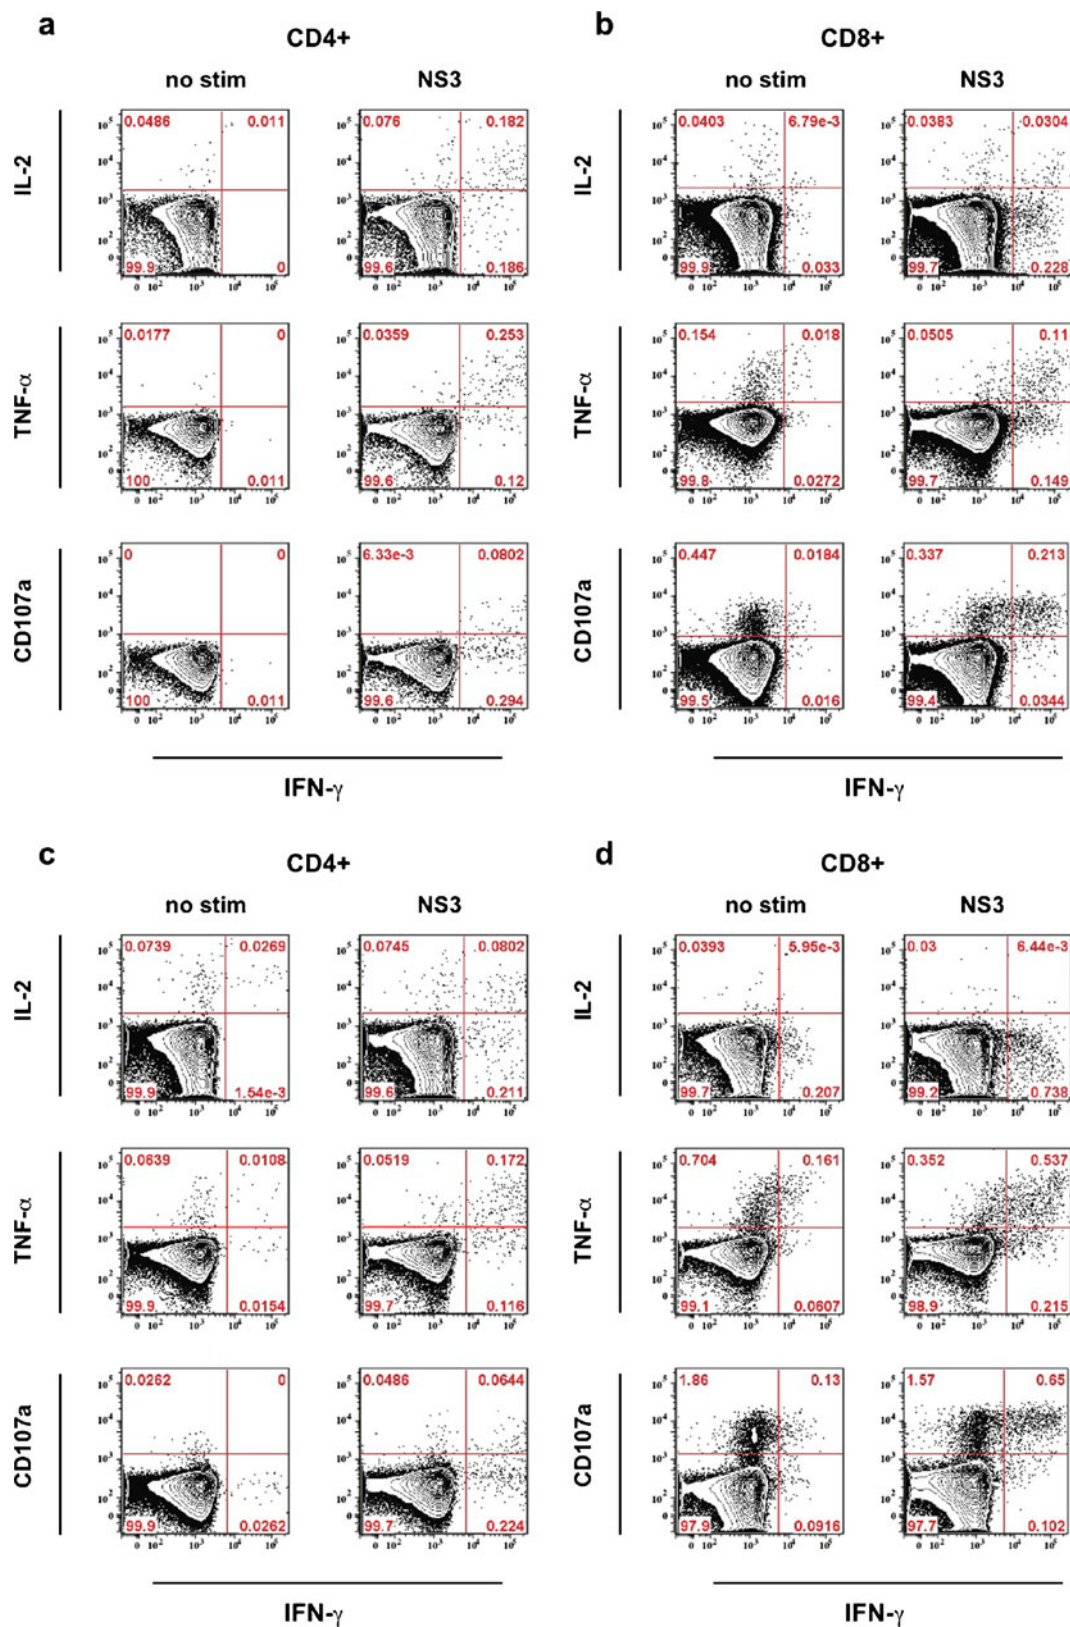 a
CD4+
no stim NS3
IL-2
0.0486 0.011
99.9 0
0.076 0.182
99.6 0.186
TNF-α
0.0177 0
100 0.011
0.0359 0.253
99.6 0.12
CD107a
0 0
100 0.011
6.33e-3 0.0802
99.6 0.294
IFN-γ
b
CD8+
no stim NS3
IL-2
0.0403 6.79e-3
99.9 0.033
0.0383 0.0304
99.7 0.228
TNF-α
0.154 0.018
99.8 0.0272
0.0505 0.11
99.7 0.149
CD107a
0.447 0.0184
99.5 0.016
0.337 0.213
99.4 0.0344
IFN-γ
c
CD4+
no stim NS3
IL-2
0.0739 0.0269
99.9 1.54e-3
0.0745 0.0802
99.6 0.211
TNF-α
0.0639 0.0108
99.9 0.0154
0.0519 0.172
99.7 0.116
CD107a
0.0262 0
99.9 0.0262
0.0486 0.0644
99.7 0.224
IFN-γ
d
CD8+
no stim NS3
IL-2
0.0393 5.95e-3
99.7 0.207
0.03 6.44e-3
99.2 0.738
TNF-α
0.704 0.161
99.1 0.0607
0.352 0.537
98.9 0.215
CD107a
1.86 0.13
97.9 0.0916
1.57 0.65
97.7 0.102
IFN-γ